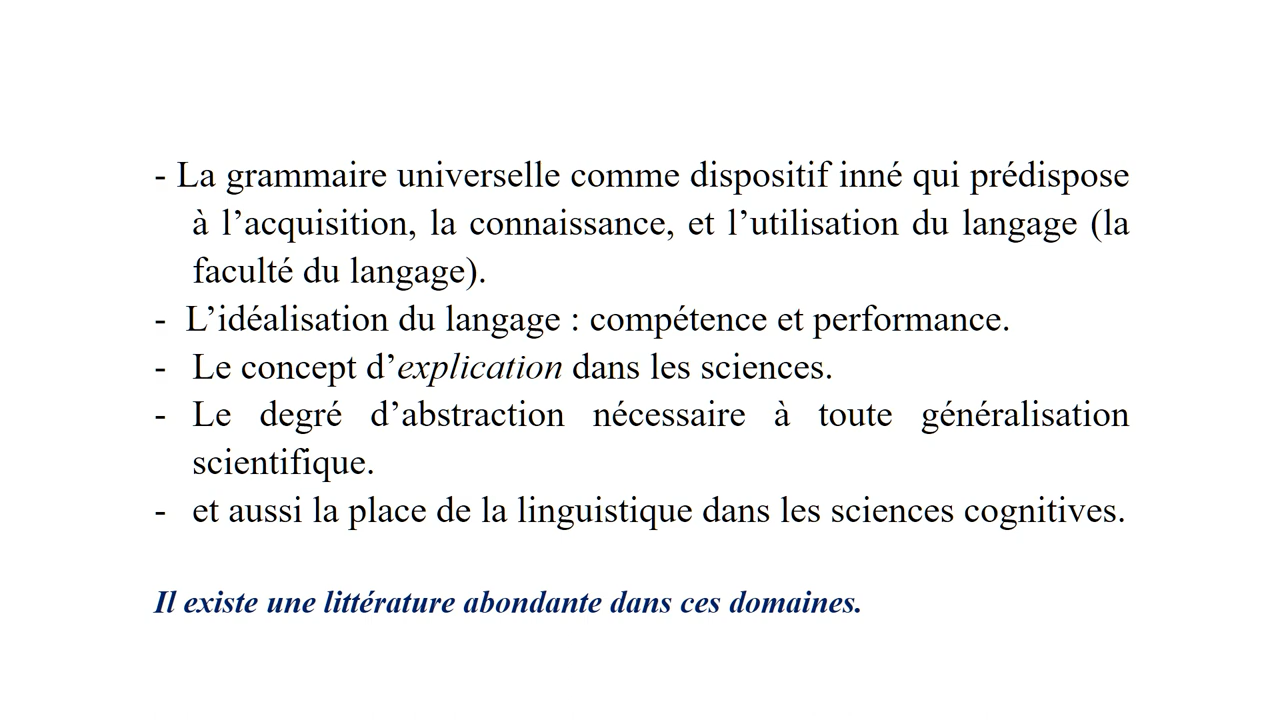 - La grammaire universelle comme dispositif inné qui prédispose
à l’acquisition, la connaissance, et l’utilisation du langage (la
faculté du langage).
- L’idéalisation du langage : compétence et performance.
- Le concept d’explication dans les sciences.
- Le degré d’abstraction nécessaire à toute généralisation
scientifique.
- et aussi la place de la linguistique dans les sciences cognitives.
Il existe une littérature abondante dans ces domaines.